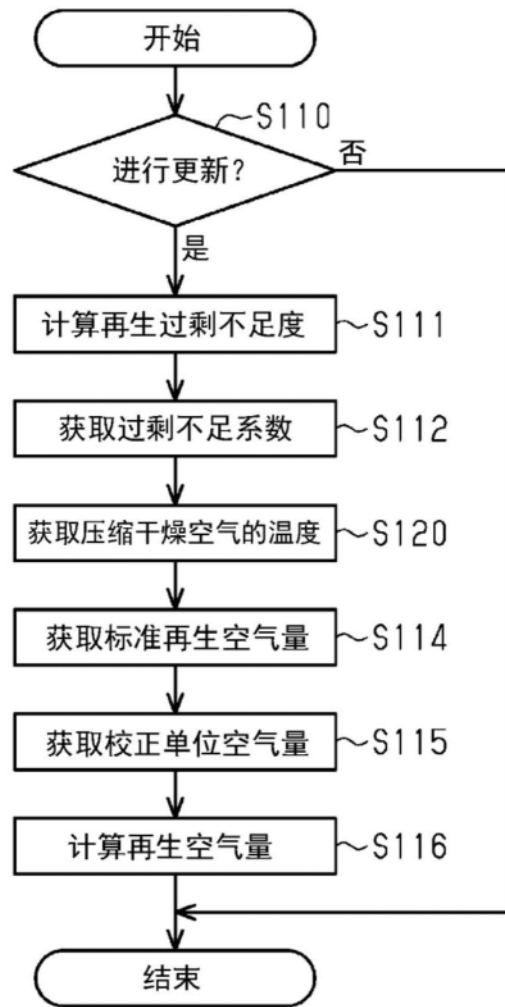 开始
S110
进行更新？
否
是
计算再生过剩不足度
S111
获取过剩不足系数
S112
获取压缩干燥空气的温度
S120
获取标准再生空气量
S114
获取校正单位空气量
S115
计算再生空气量
S116
结束